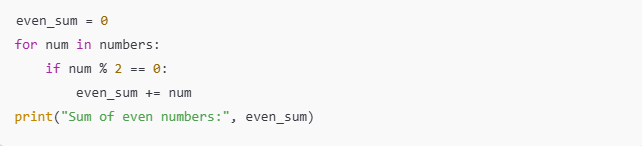 even_sum = 0
for num in numbers:
    if num % 2 == 0:
        even_sum += num
print("Sum of even numbers:", even_sum)